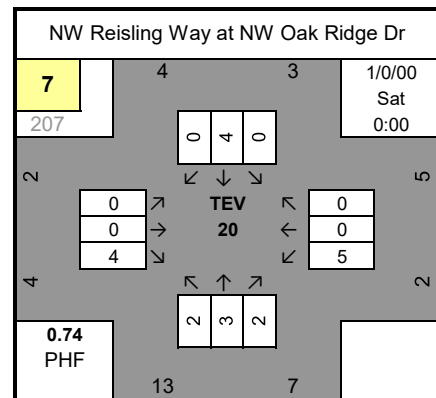 NW Reisling Way at NW Oak Ridge Dr
7
207
4 3
1/0/00
Sat
0:00
0 4 0
↙ ↓ ↘
2 5
0 ↗ TEV ↖ 0
0 → 20 ← 0
4 ↘ ↙ 5
4 2
↖ ↑ ↗
2 3 2
0.74
PHF
13 7